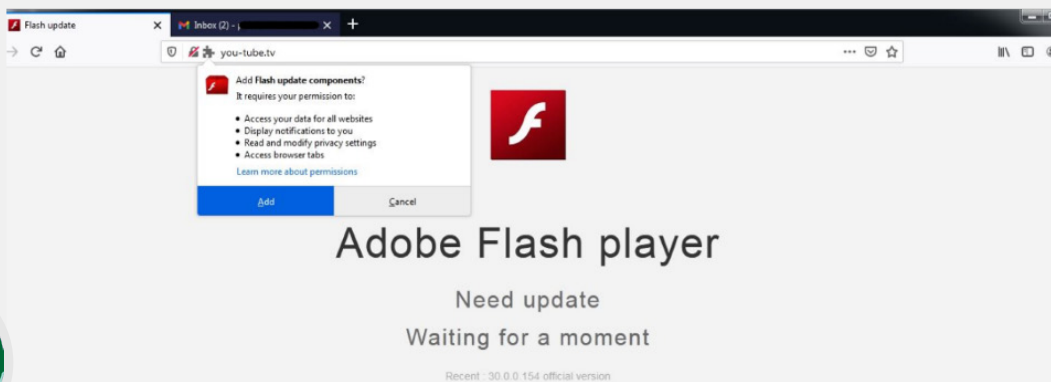 Flash update
Inbox (2) -
you-tube.tv
Add Flash update components?
It requires your permission to:
Access your data for all websites
Display notifications to you
Read and modify privacy settings
Access browser tabs
Learn more about permissions
Add
Cancel
Adobe Flash player
Need update
Waiting for a moment
Recent : 30.0.0.154 official version